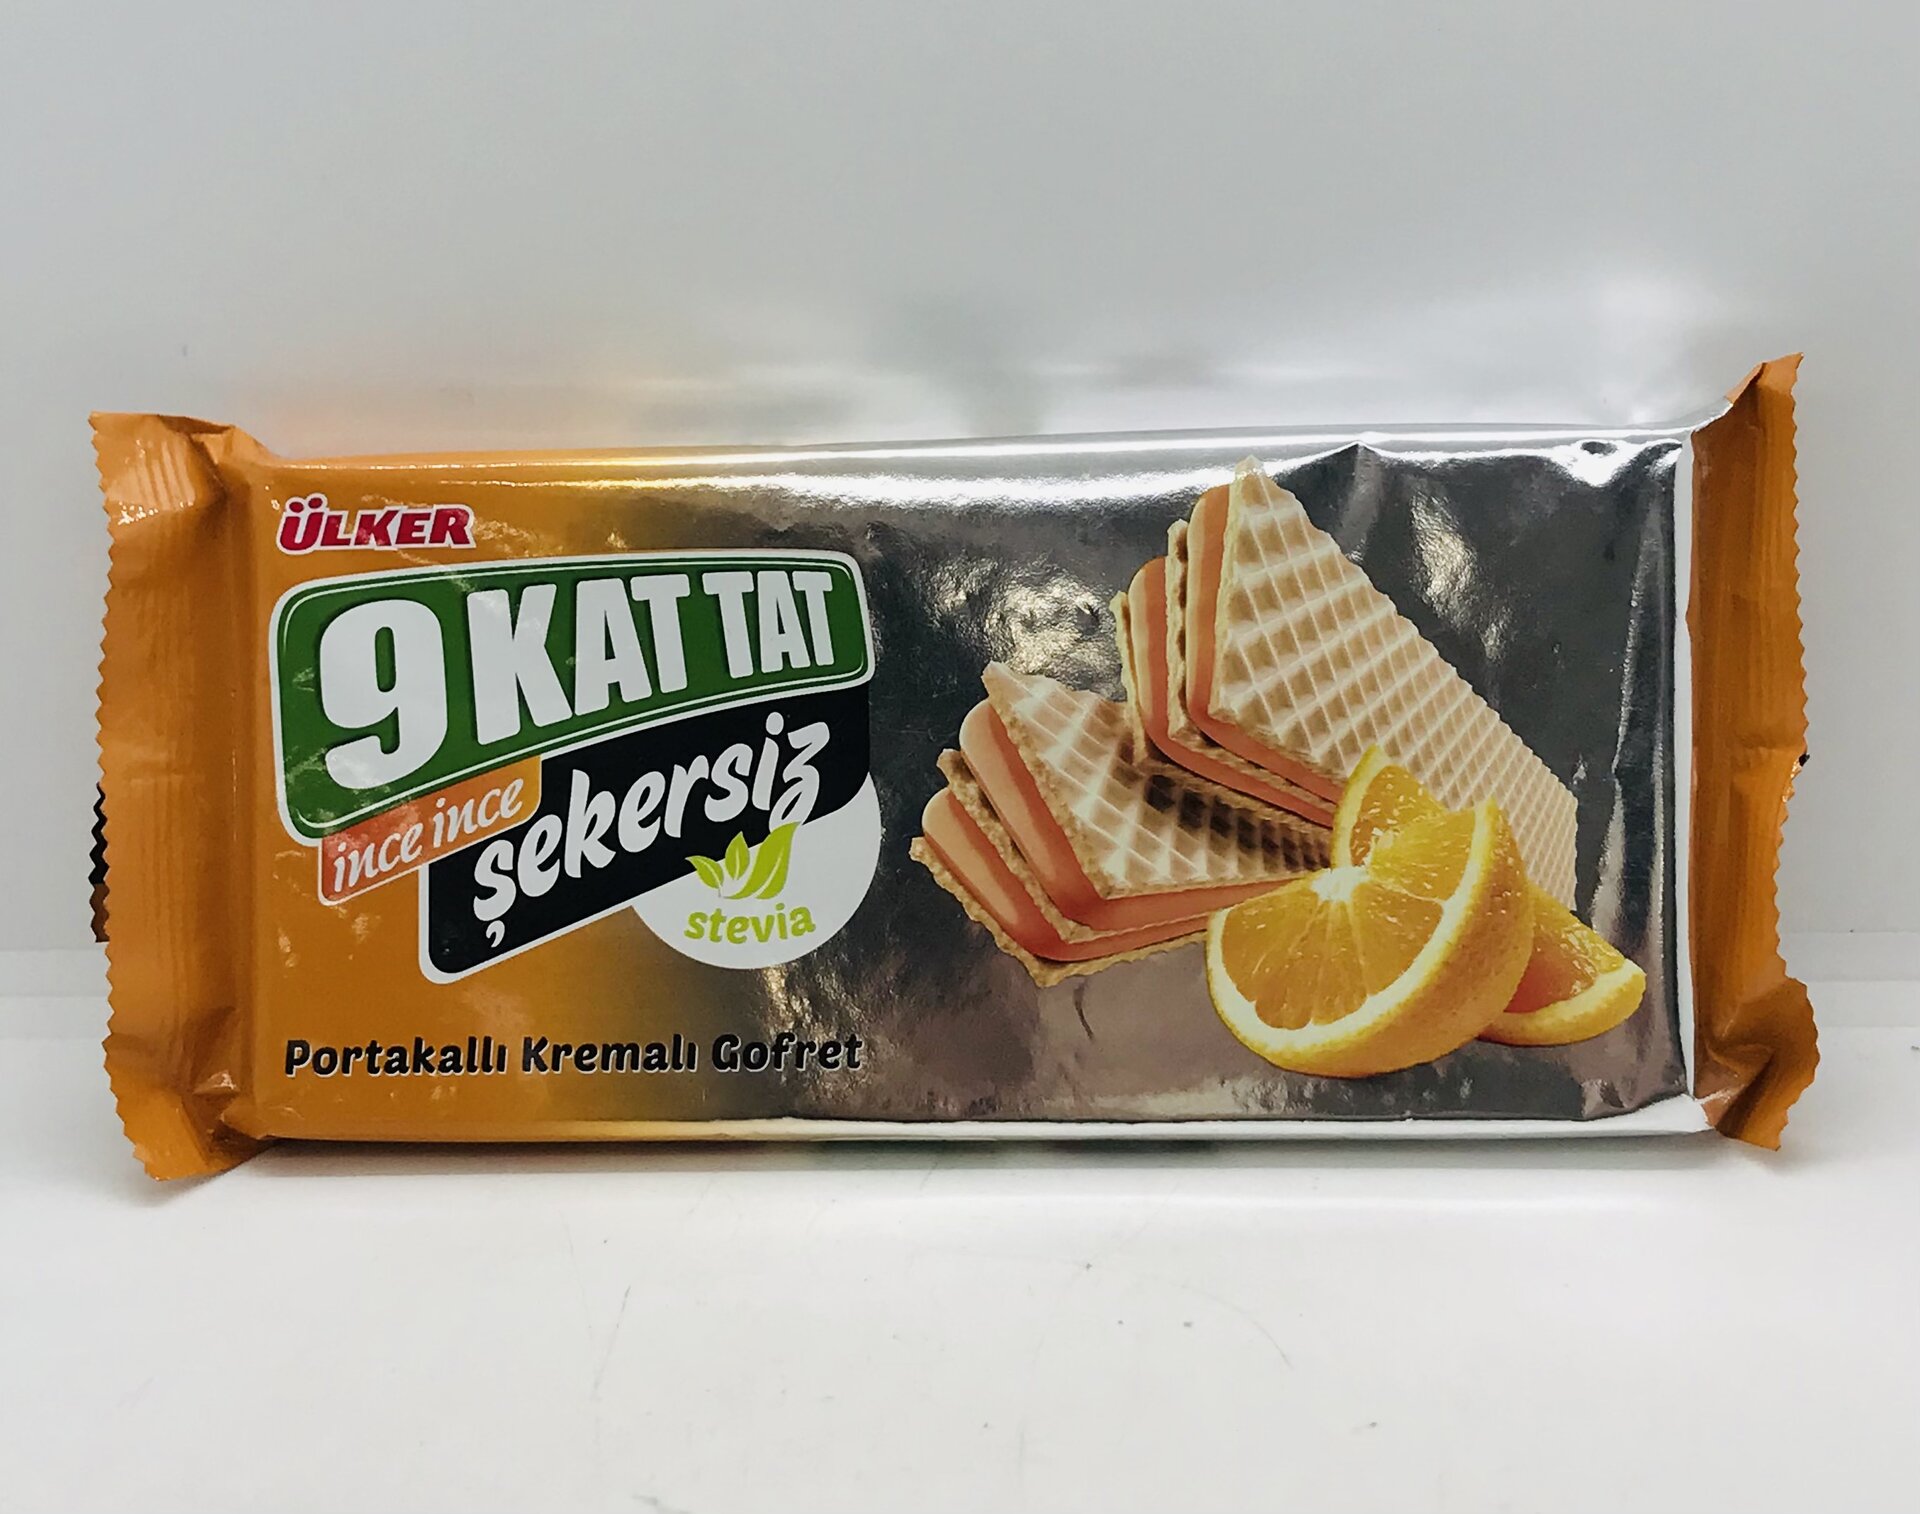 ÜLKER
9 KAT TAT
ince ince
şekersiz
stevia
Portakallı Kremalı Gofret